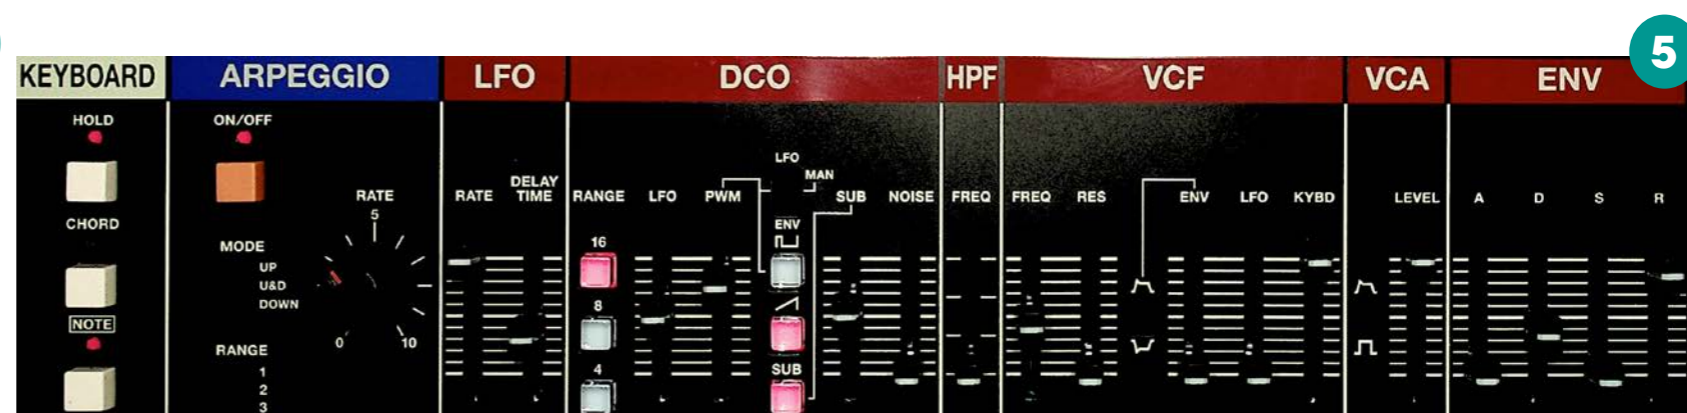 5
KEYBOARD ARPEGGIO LFO DCO HPF VCF VCA ENV
HOLD ON/OFF
LFO
MAN
DELAY
RATE RATE TIME RANGE LFO PWM SUB NOISE FREQ FREQ RES ENV LFO KYBD LEVEL A D S R
5
CHORD ENV
MODE 16
UP
U&D
DOWN
8
NOTE
0 10
RANGE
1 4 SUB
2
3